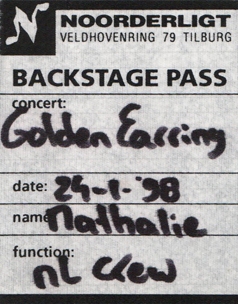 N NOORDERLIGT
VELDHOVENRING 79 TILBURG
BACKSTAGE PASS
concert:
Golden Earring
date: 24-1-'98
name Nathalie
function:
NL Crew